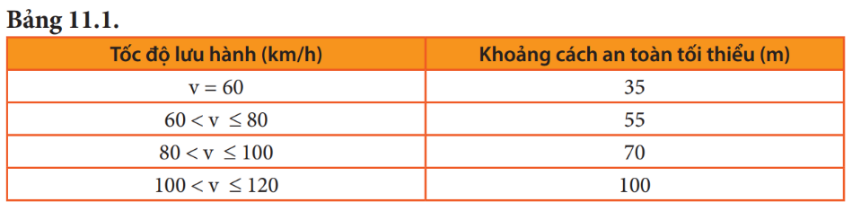 Bảng 11.1.
Tốc độ lưu hành (km/h) Khoảng cách an toàn tối thiểu (m)
v = 60 35
60 < v ≤ 80 55
80 < v ≤ 100 70
100 < v ≤ 120 100